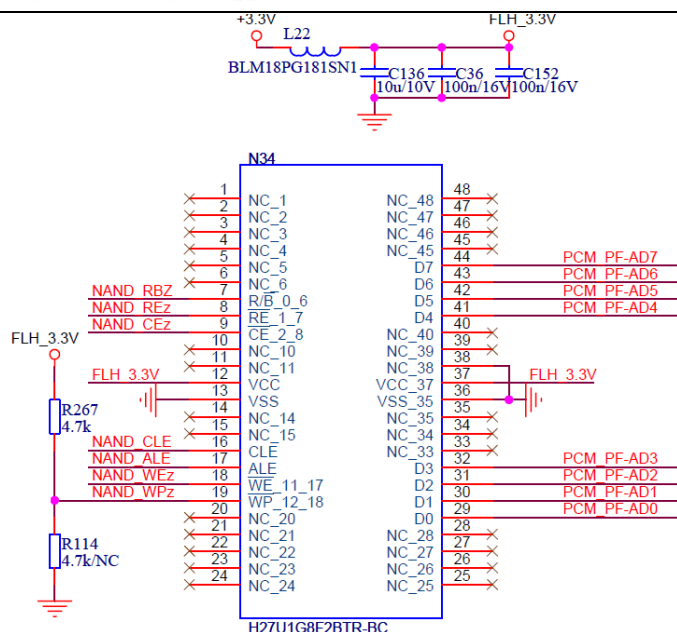 +3.3V
FLH_3.3V
L22
BLM18PG181SN1
C136
10u/10V
C36
100n/16V
C152
100n/16V
N34
1 NC_1 NC_48 48
2 NC_2 NC_47 47
3 NC_3 NC_46 46
4 NC_4 NC_45 45
5 NC_5 D7 44 PCM_PF-AD7
6 NC_6 D6 43 PCM_PF-AD6
NAND_RBZ 7 R/B_0_6 D5 42 PCM_PF-AD5
NAND_REz 8 RE_1_7 D4 41 PCM_PF-AD4
NAND_CEz 9 CE_2_8 NC_40 40
FLH_3.3V
10 NC_10 NC_39 39
11 NC_11 NC_38 38
FLH_3.3V 12 VCC VCC_37 37 FLH_3.3V
13 VSS VSS_35 36
14 NC_14 NC_35 35
R267
4.7k
15 NC_15 NC_34 34
NAND_CLE 16 CLE NC_33 33
NAND_ALE 17 ALE D3 32 PCM_PF-AD3
NAND_WEz 18 WE_11_17 D2 31 PCM_PF-AD2
NAND_WPz 19 WP_12_18 D1 30 PCM_PF-AD1
20 NC_20 D0 29 PCM_PF-AD0
21 NC_21 NC_28 28
22 NC_22 NC_27 27
R114
4.7k/NC
23 NC_23 NC_26 26
24 NC_24 NC_25 25
H27U1G8F2BTR-BC